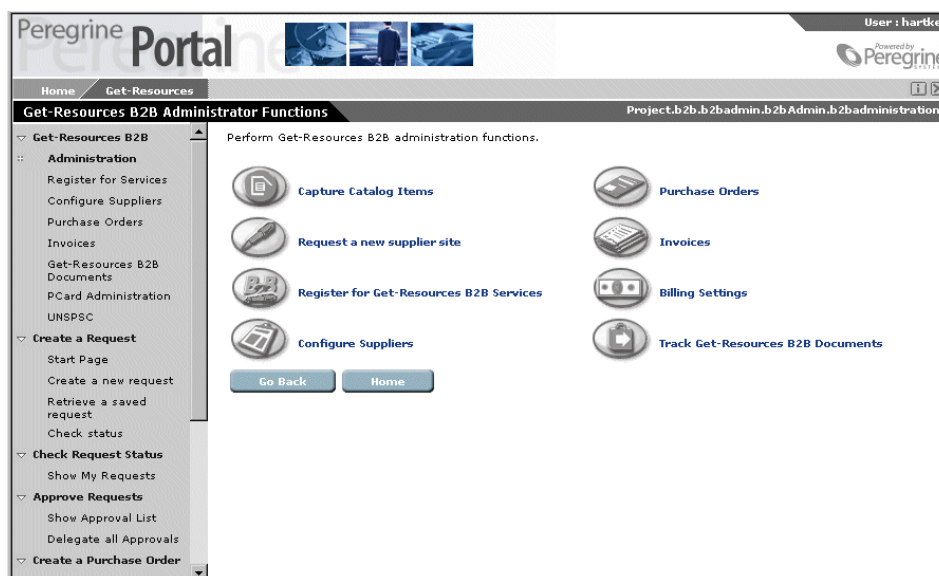 Peregrine Portal
User : hartke
Powered by
Peregrine
Home
Get-Resources
Get-Resources B2B Administrator Functions
Project.b2b.b2badmin.b2bAdmin.b2badministration
Get-Resources B2B
Administration
Register for Services
Configure Suppliers
Purchase Orders
Invoices
Get-Resources B2B
Documents
PCard Administration
UNSPSC
Create a Request
Start Page
Create a new request
Retrieve a saved
request
Check status
Check Request Status
Show My Requests
Approve Requests
Show Approval List
Delegate all Approvals
Create a Purchase Order
Perform Get-Resources B2B administration functions.
Capture Catalog Items
Purchase Orders
Request a new supplier site
Invoices
Register for Get-Resources B2B Services
Billing Settings
Configure Suppliers
Track Get-Resources B2B Documents
Go Back
Home